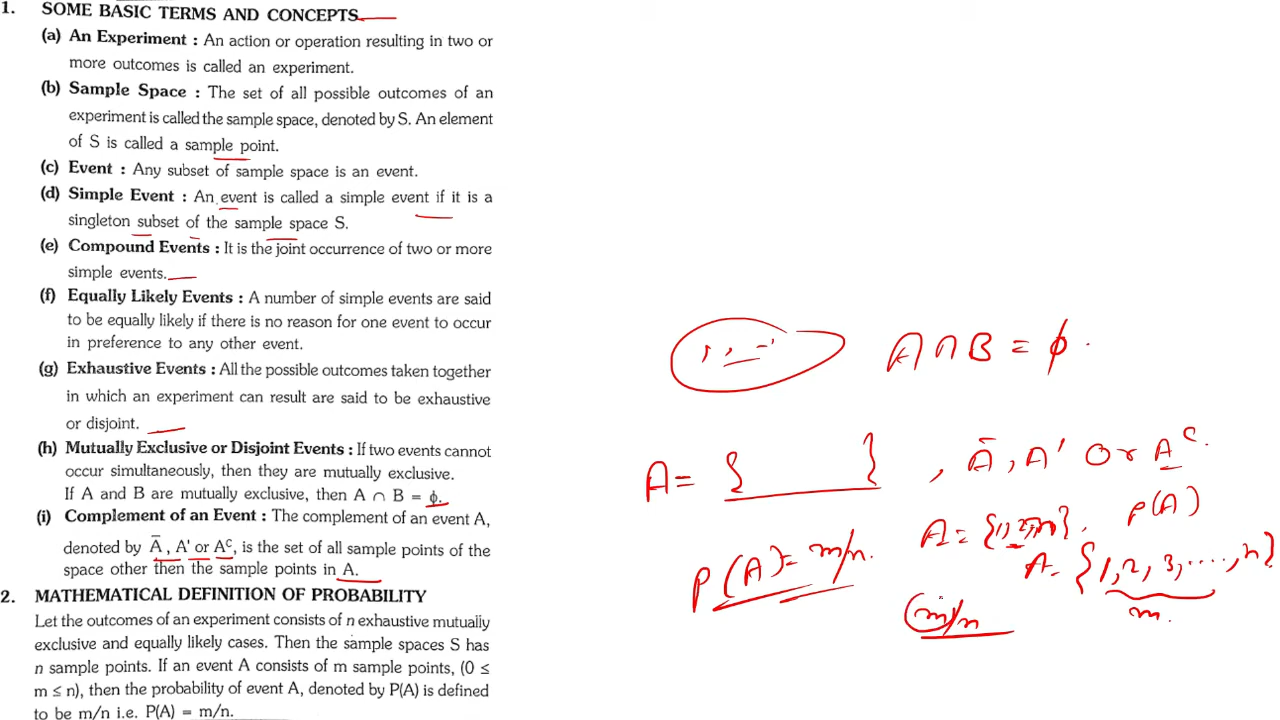 1. SOME BASIC TERMS AND CONCEPTS
(a) An Experiment : An action or operation resulting in two or
more outcomes is called an experiment.
(b) Sample Space : The set of all possible outcomes of an
experiment is called the sample space, denoted by S. An element
of S is called a sample point.
(c) Event : Any subset of sample space is an event.
(d) Simple Event : An event is called a simple event if it is a
singleton subset of the sample space S.
(e) Compound Events : It is the joint occurrence of two or more
simple events.
(f) Equally Likely Events : A number of simple events are said
to be equally likely if there is no reason for one event to occur
in preference to any other event.
(g) Exhaustive Events : All the possible outcomes taken together
in which an experiment can result are said to be exhaustive
or disjoint.
(h) Mutually Exclusive or Disjoint Events : If two events cannot
occur simultaneously, then they are mutually exclusive.
If A and B are mutually exclusive, then A ∩ B = ϕ.
(i) Complement of an Event : The complement of an event A,
denoted by A̅, A' or Aᶜ, is the set of all sample points of the
space other then the sample points in A.
2. MATHEMATICAL DEFINITION OF PROBABILITY
Let the outcomes of an experiment consists of n exhaustive mutually
exclusive and equally likely cases. Then the sample spaces S has
n sample points. If an event A consists of m sample points, (0 ≤
m ≤ n), then the probability of event A, denoted by P(A) is defined
to be m/n i.e. P(A) = m/n.
A ∩ B = ϕ.
A = { } , A̅, A' Or Aᶜ.
A = {1, 2, n}. P(A)
P(A) = m/n.
A = {1, 2, 3, ...., n}
m/n
m.